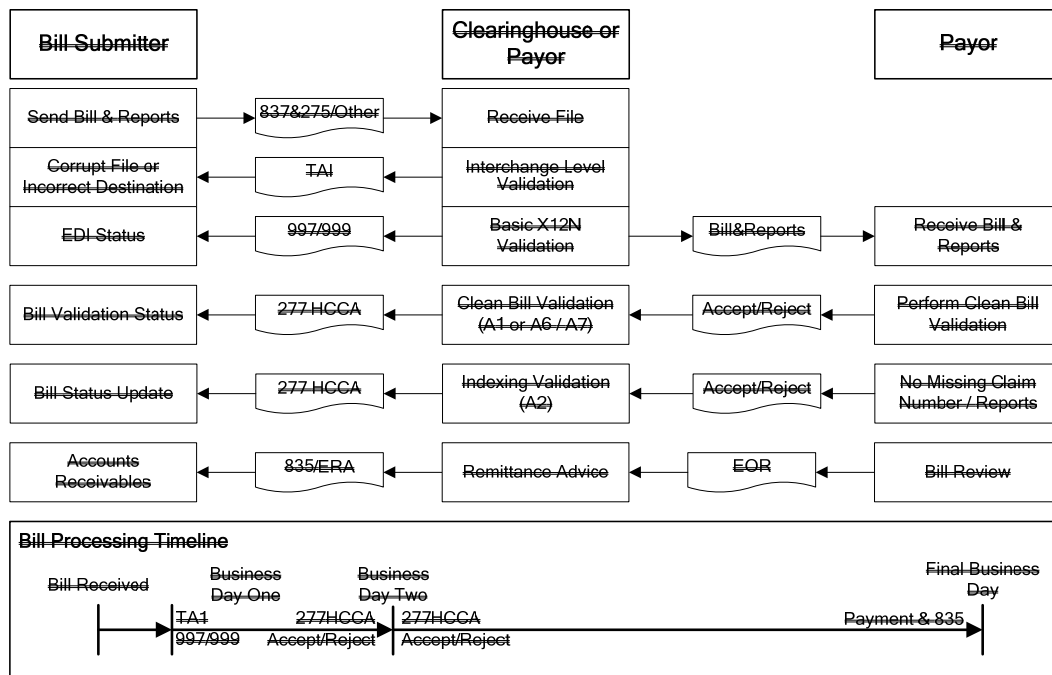 Bill Submitter
Clearinghouse or
Payor
Payor
Send Bill & Reports
837&275/Other
Receive File
Corrupt File or
Incorrect Destination
TAI
Interchange Level
Validation
EDI Status
997/999
Basic X12N
Validation
Bill&Reports
Receive Bill &
Reports
Bill Validation Status
277 HCCA
Clean Bill Validation
(A1 or A6 / A7)
Accept/Reject
Perform Clean Bill
Validation
Bill Status Update
277 HCCA
Indexing Validation
(A2)
Accept/Reject
No Missing Claim
Number / Reports
Accounts
Receivables
835/ERA
Remittance Advice
EOR
Bill Review
Bill Processing Timeline
Bill Received
Business
Day One
Business
Day Two
Final Business
Day
TA1
997/999
277HCCA
Accept/Reject
277HCCA
Accept/Reject
Payment & 835